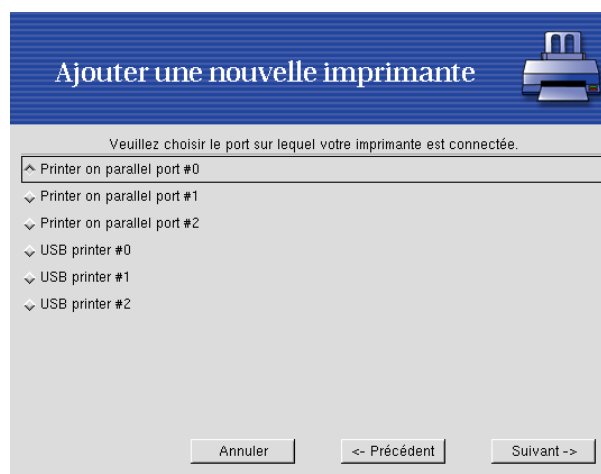 Ajouter une nouvelle imprimante
Veuillez choisir le port sur lequel votre imprimante est connectée.
Printer on parallel port #0
Printer on parallel port #1
Printer on parallel port #2
USB printer #0
USB printer #1
USB printer #2
Annuler <- Précédent Suivant ->